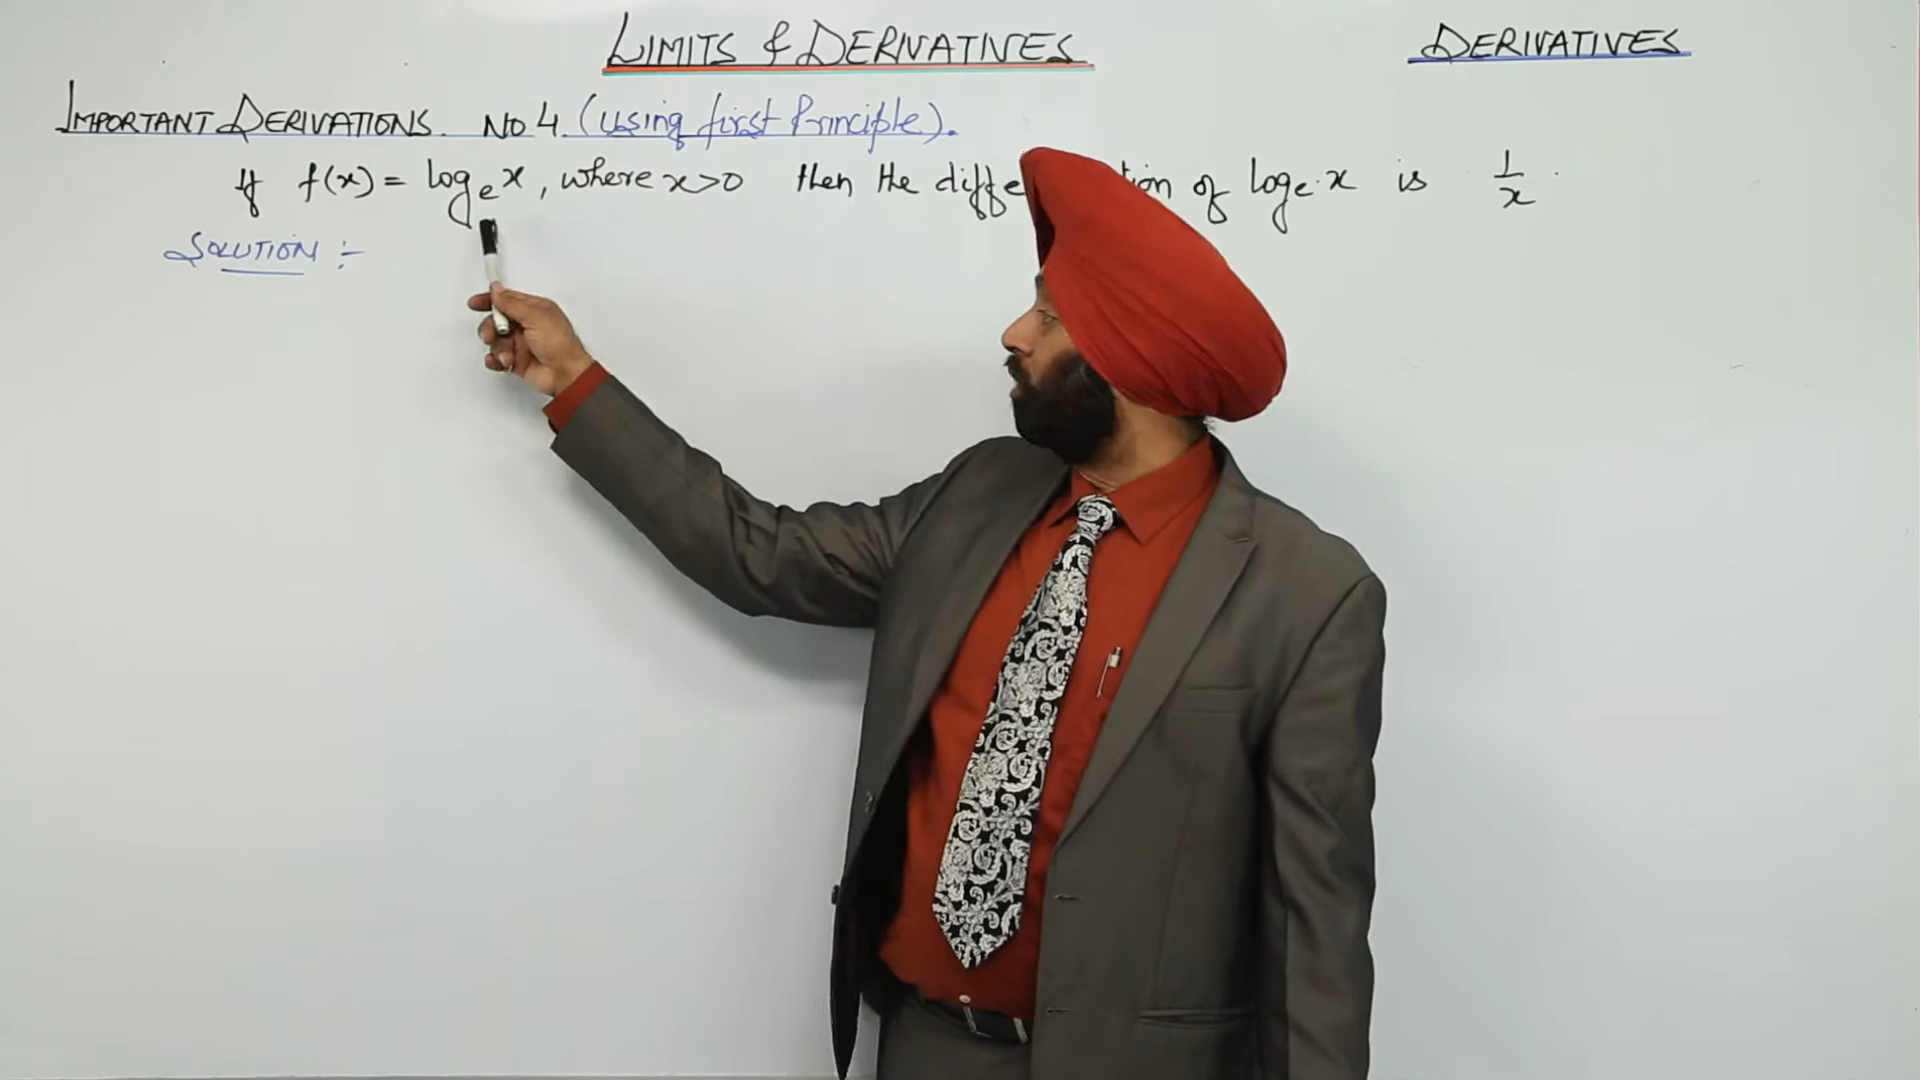 LIMITS & DERIVATIVES
DERIVATIVES
IMPORTANT DERIVATIONS. NO 4. (using first Principle).
If f(x) = logₑx, where x>0 then the diffe tion of logₑ.x is 1/x.
SOLUTION :-